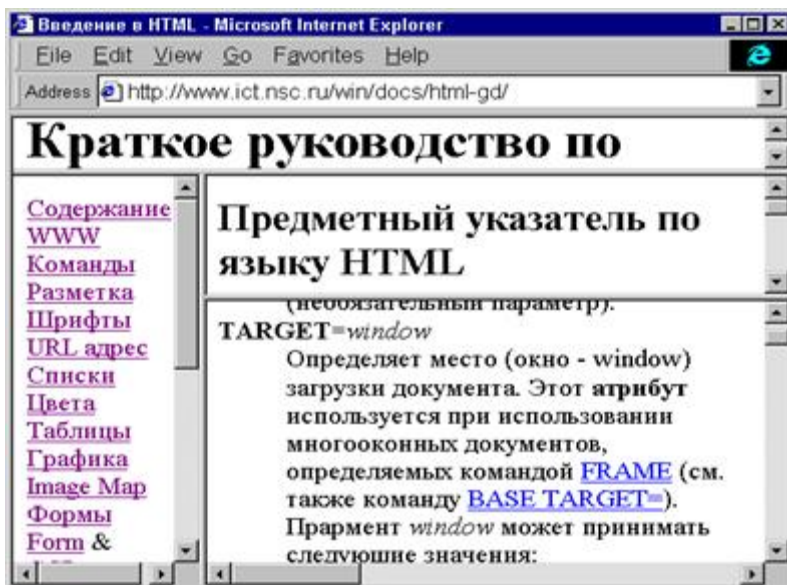 Введение в HTML - Microsoft Internet Explorer
File Edit View Go Favorites Help
Address http://www.ict.nsc.ru/win/docs/html-gd/
Краткое руководство по
Содержание
WWW
Команды
Разметка
Шрифты
URL адрес
Списки
Цвета
Таблицы
Графика
Image Map
Формы
Form &
Предметный указатель по
языку HTML
(необязательный параметр).
TARGET=window
Определяет место (окно - window)
загрузки документа. Этот атрибут
используется при использовании
многооконных документов,
определяемых командой FRAME (см.
также команду BASE TARGET=).
Прармент window может принимать
следующие значения: